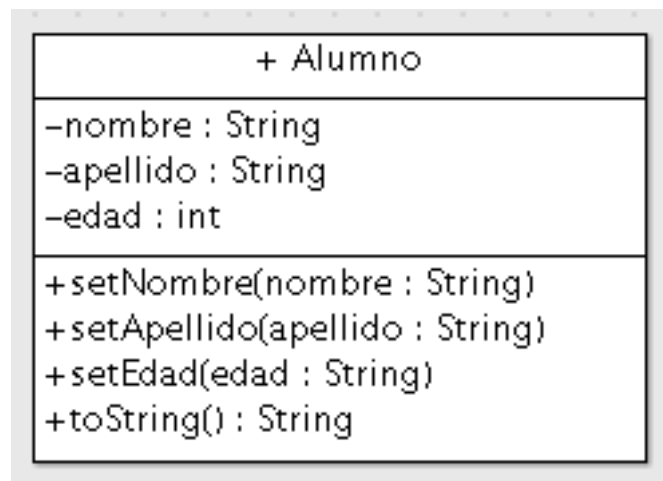 + Alumno
-nombre : String
-apellido : String
-edad : int
+setNombre(nombre : String)
+setApellido(apellido : String)
+setEdad(edad : String)
+toString() : String